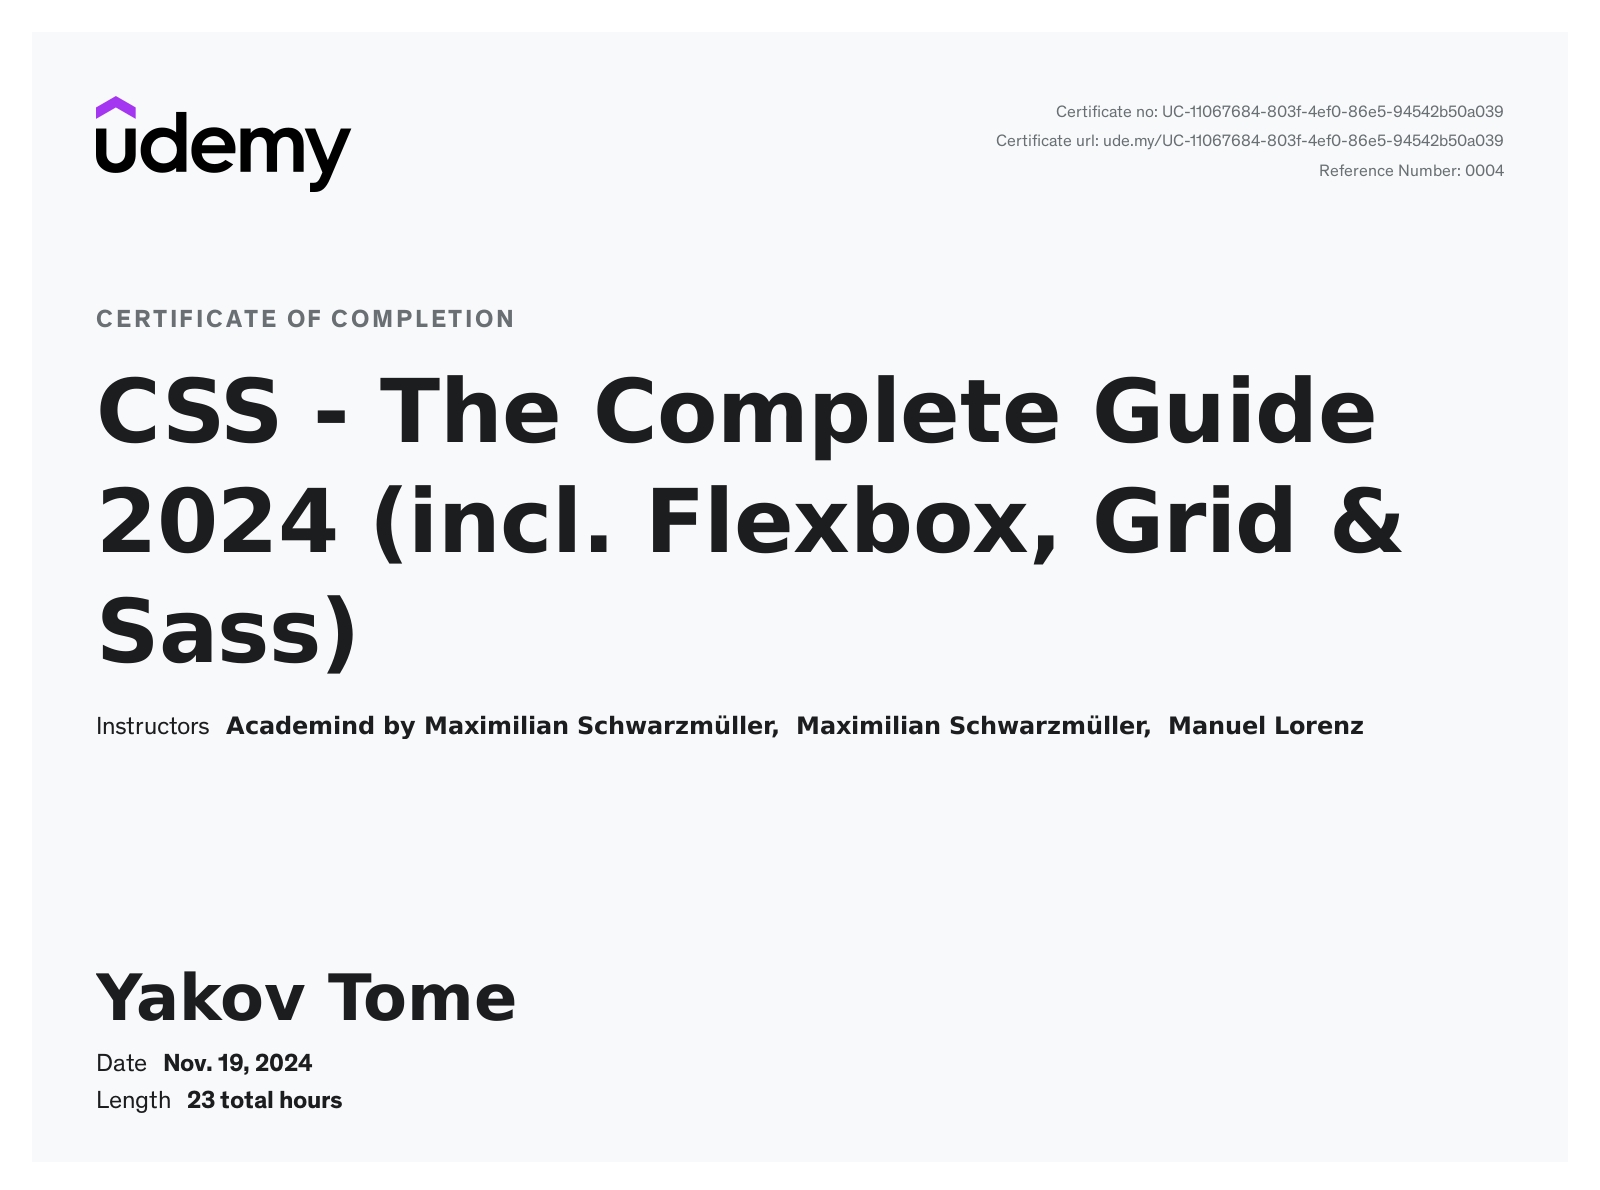 udemy
Certificate no: UC-11067684-803f-4ef0-86e5-94542b50a039
Certificate url: ude.my/UC-11067684-803f-4ef0-86e5-94542b50a039
Reference Number: 0004
CERTIFICATE OF COMPLETION
CSS - The Complete Guide
2024 (incl. Flexbox, Grid &
Sass)
Instructors Academind by Maximilian Schwarzmüller, Maximilian Schwarzmüller, Manuel Lorenz
Yakov Tome
Date Nov. 19, 2024
Length 23 total hours